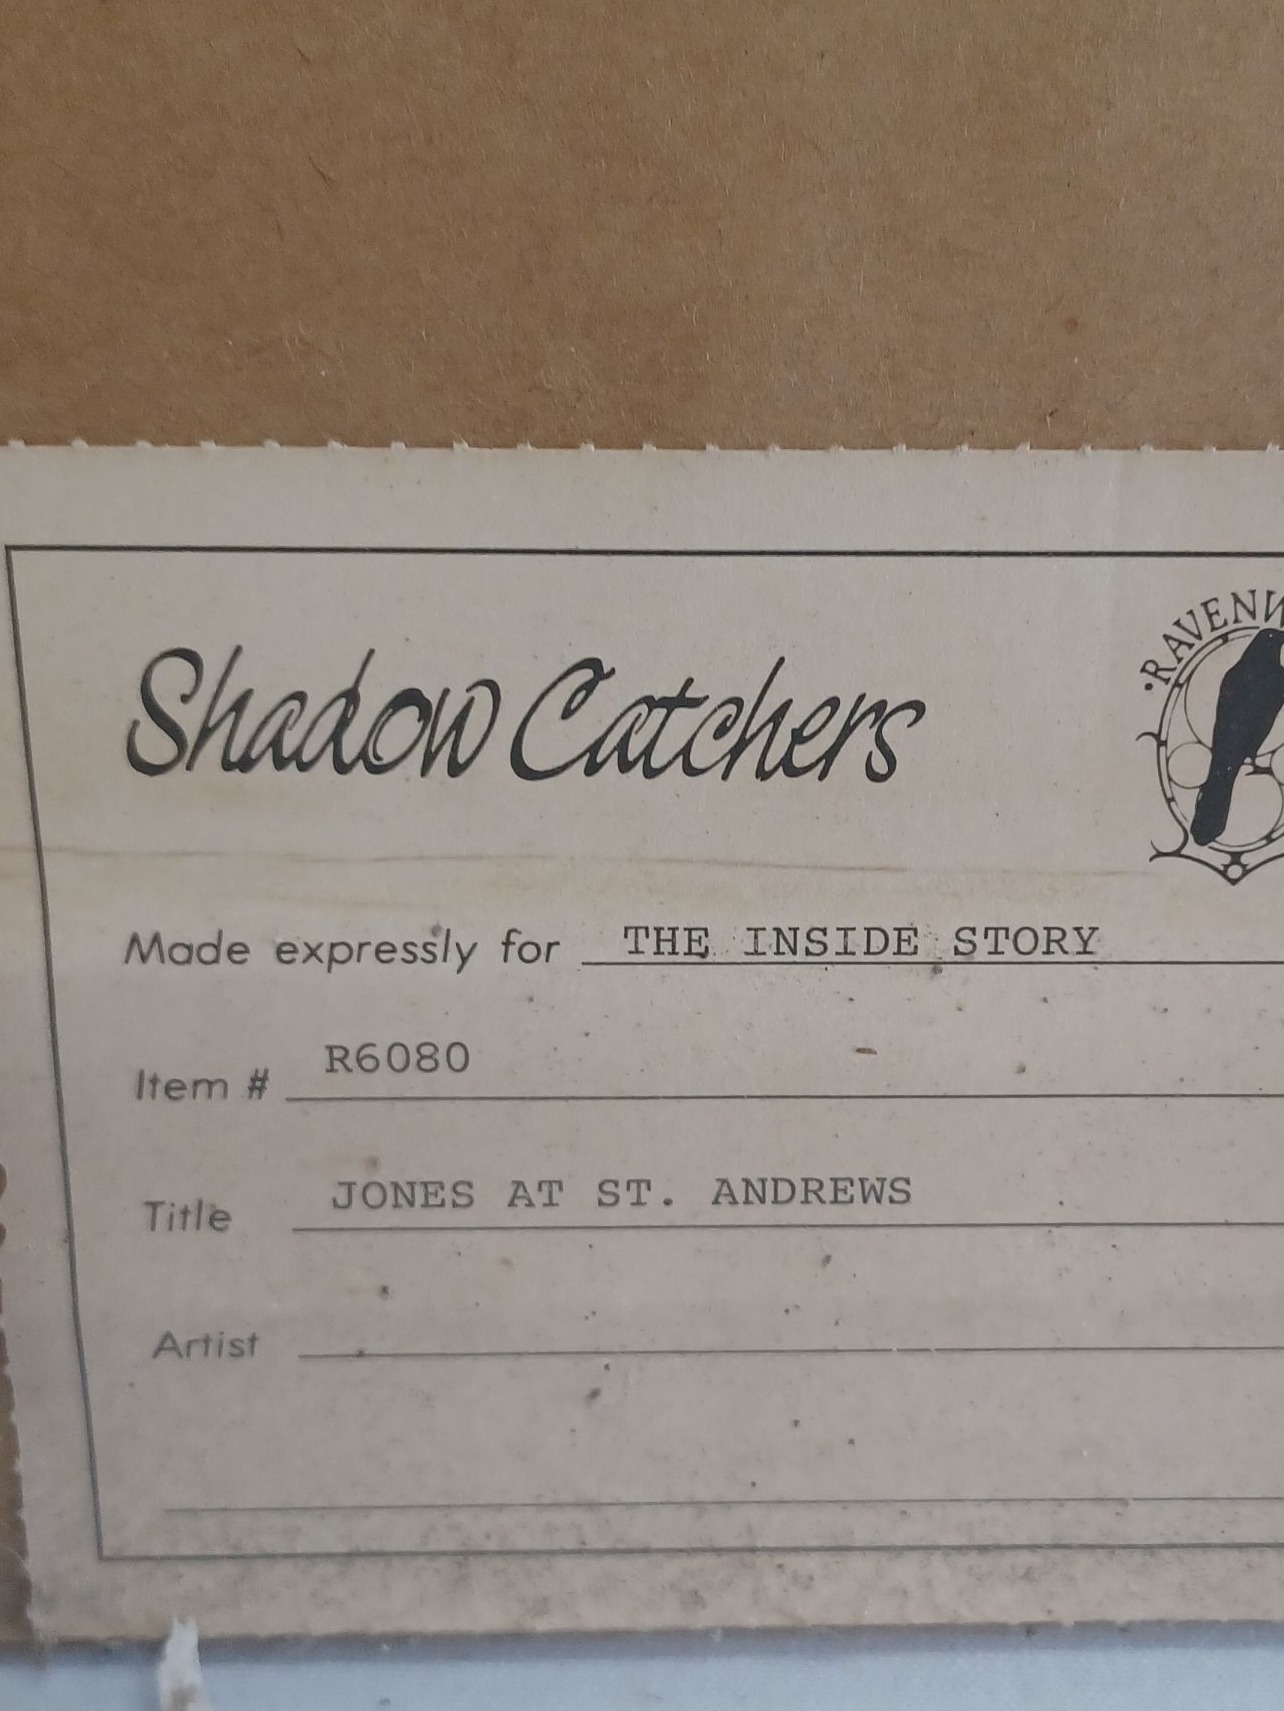 Shadow Catchers
Made expressly for THE INSIDE STORY
Item # R6080
Title JONES AT ST. ANDREWS
Artist